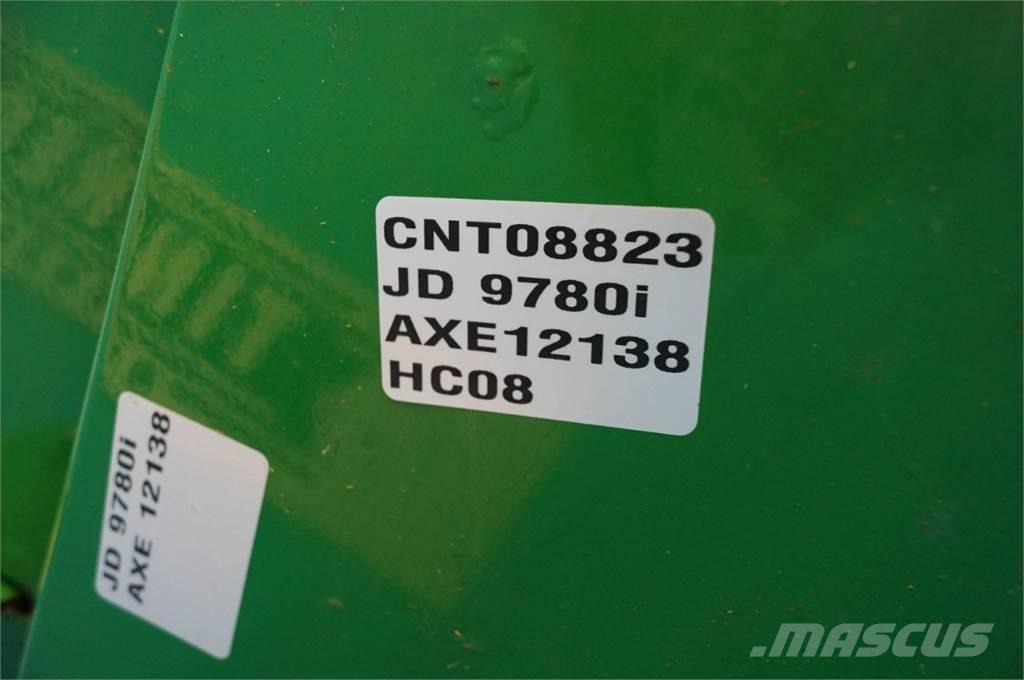 CNT08823
JD 9780i
AXE12138
HC08
JD 9780i
AXE 12138
.MASCUS